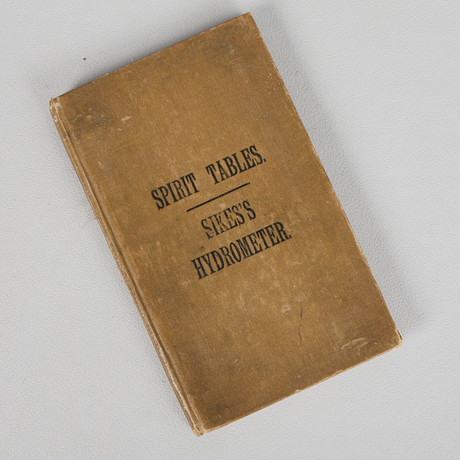 SPIRIT TABLES.
SIKES'S
HYDROMETER.